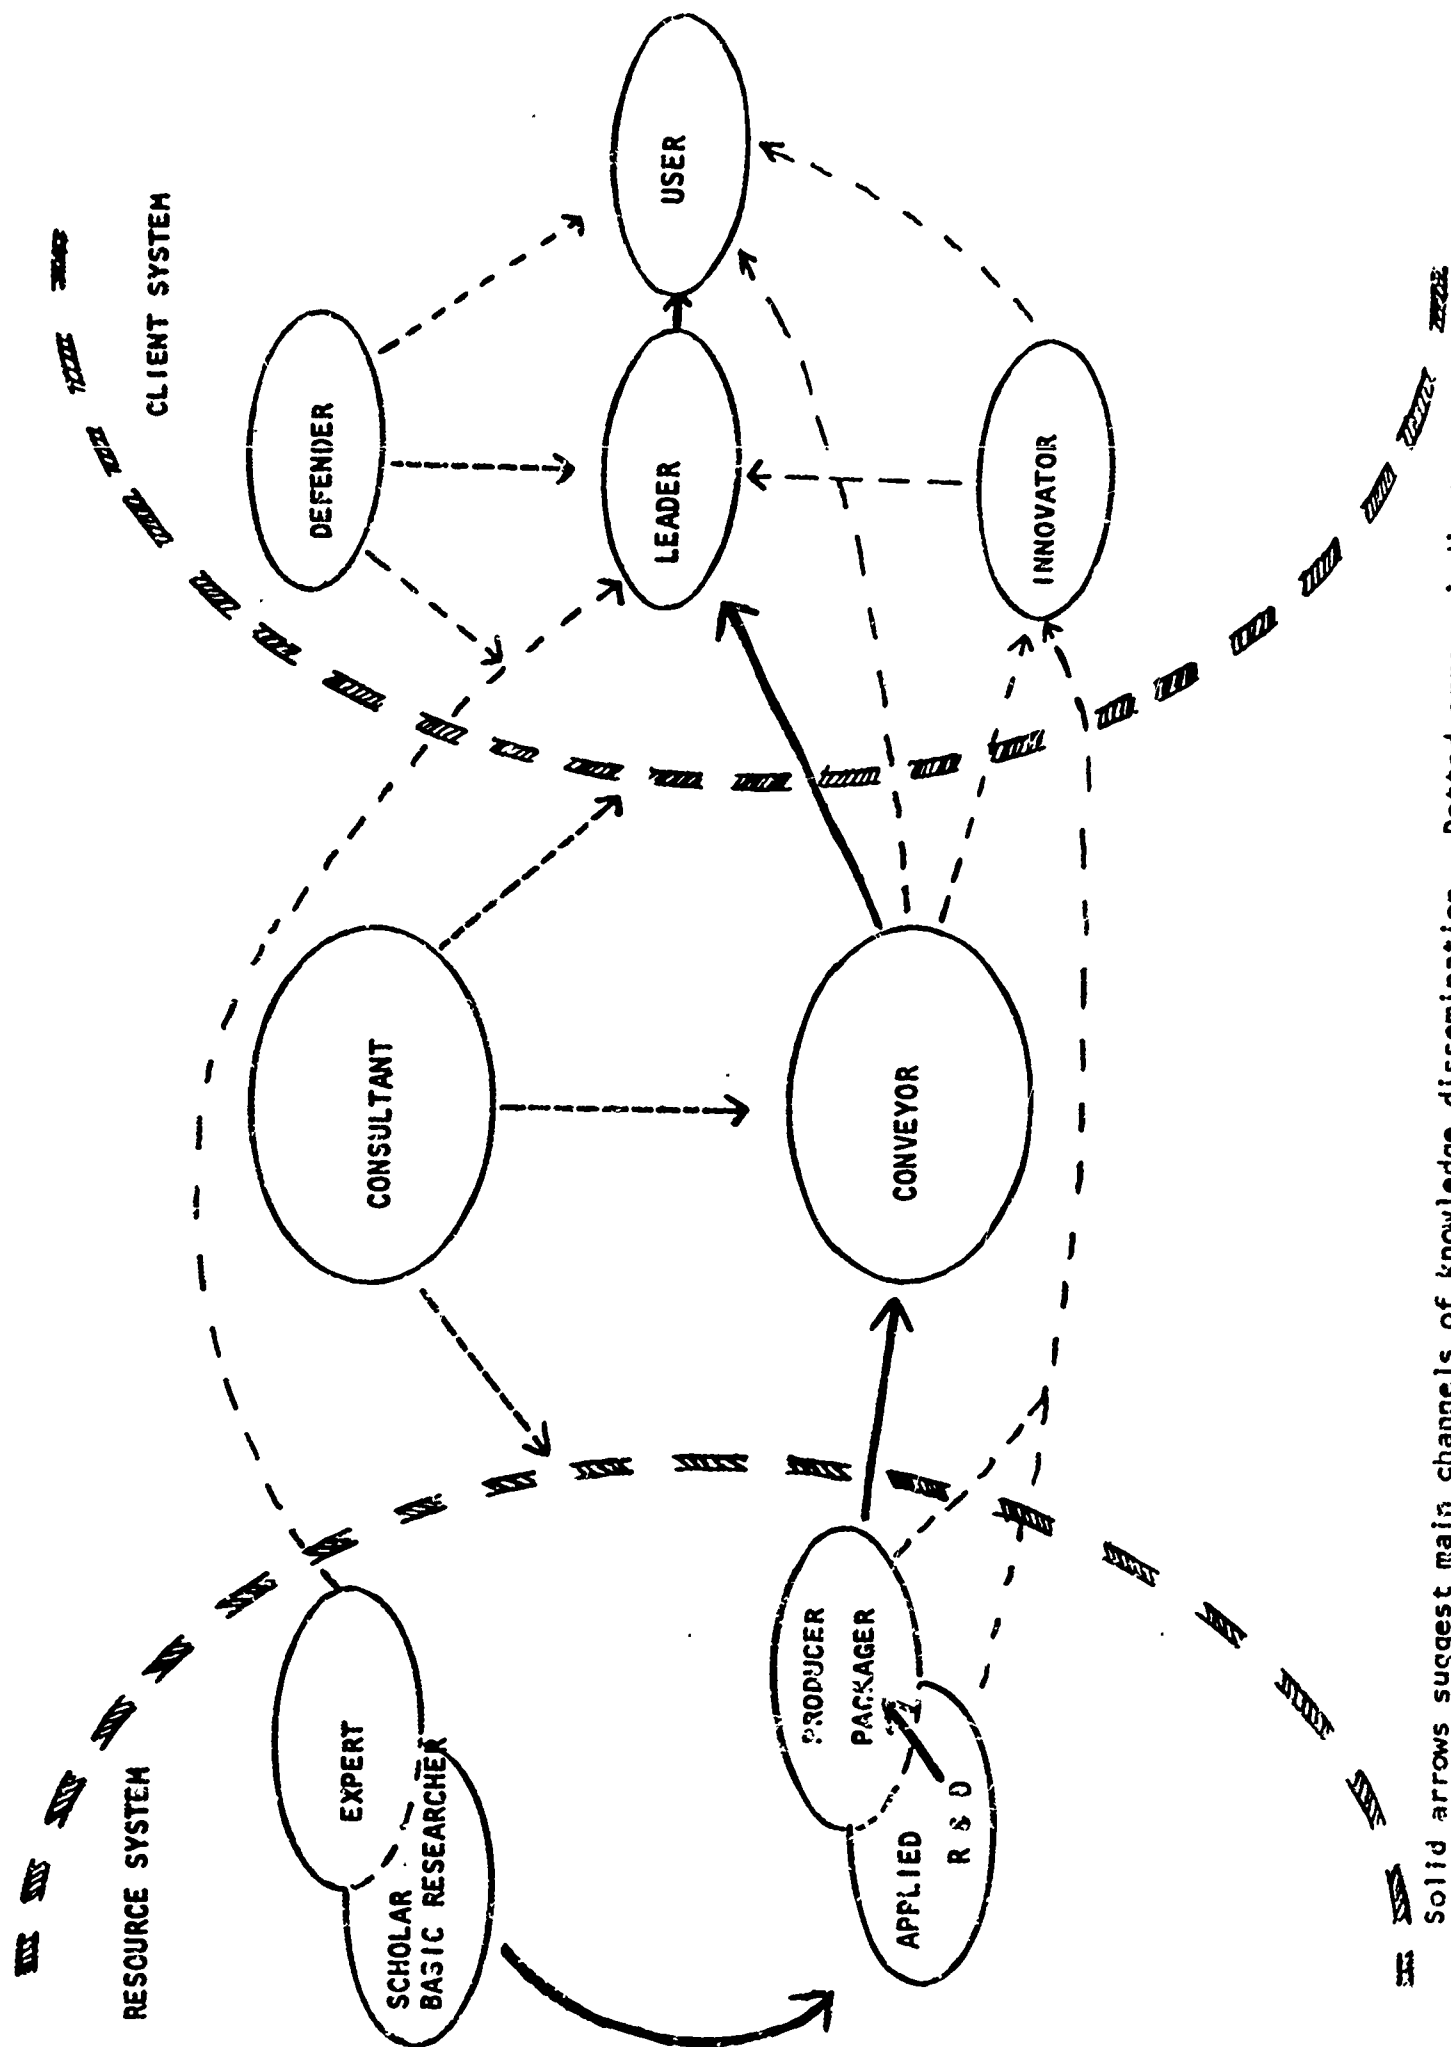 RESOURCE SYSTEM
CLIENT SYSTEM
EXPERT
SCHOLAR
BASIC RESEARCHER
CONSULTANT
DEFENDER
LEADER
USER
PRODUCER
PACKAGER
APPLIED
R & D
CONVEYOR
INNOVATOR
Solid arrows suggest main channels of knowledge dissemination.